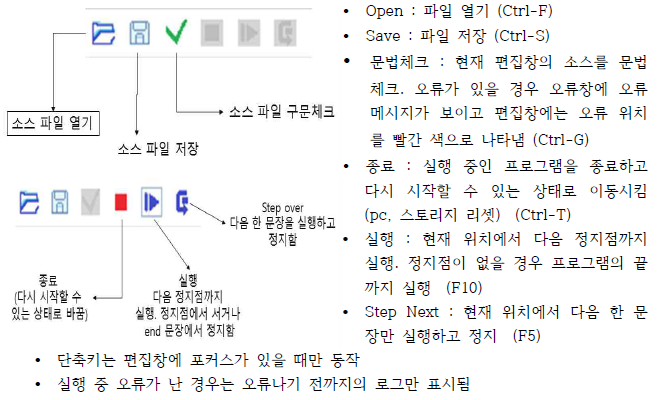 소스 파일 열기
소스 파일 저장
소스 파일 구문체크
Step over
다음 한 문장을 실행하고
정지함
종료
(다시 시작할 수
있는 상태로 바꿈)
실행
다음 정지점까지
실행. 정지점에서 서거나
end 문장에서 정지함
• Open : 파일 열기 (Ctrl-F)
• Save : 파일 저장 (Ctrl-S)
• 문법체크 : 현재 편집창의 소스를 문법
체크. 오류가 있을 경우 오류창에 오류
메시지가 보이고 편집창에는 오류 위치
를 빨간 색으로 나타냄 (Ctrl-G)
• 종료 : 실행 중인 프로그램을 종료하고
다시 시작할 수 있는 상태로 이동시킴
(pc, 스토리지 리셋) (Ctrl-T)
• 실행 : 현재 위치에서 다음 정지점까지
실행. 정지점이 없을 경우 프로그램의 끝
까지 실행 (F10)
• Step Next : 현재 위치에서 다음 한 문
장만 실행하고 정지 (F5)
• 단축키는 편집창에 포커스가 있을 때만 동작
• 실행 중 오류가 난 경우는 오류나기 전까지의 로그만 표시됨